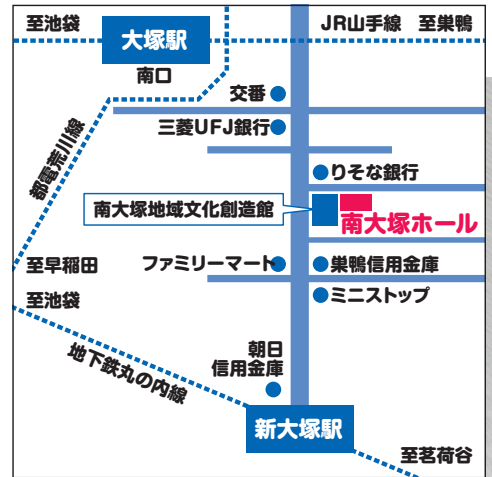 至池袋
大塚駅
JR山手線 至巣鴨
南口
交番
三菱UFJ銀行
都電荒川線
りそな銀行
南大塚地域文化創造館
南大塚ホール
至早稲田
ファミリーマート
巣鴨信用金庫
至池袋
ミニストップ
地下鉄丸の内線
朝日
信用金庫
新大塚駅
至茗荷谷